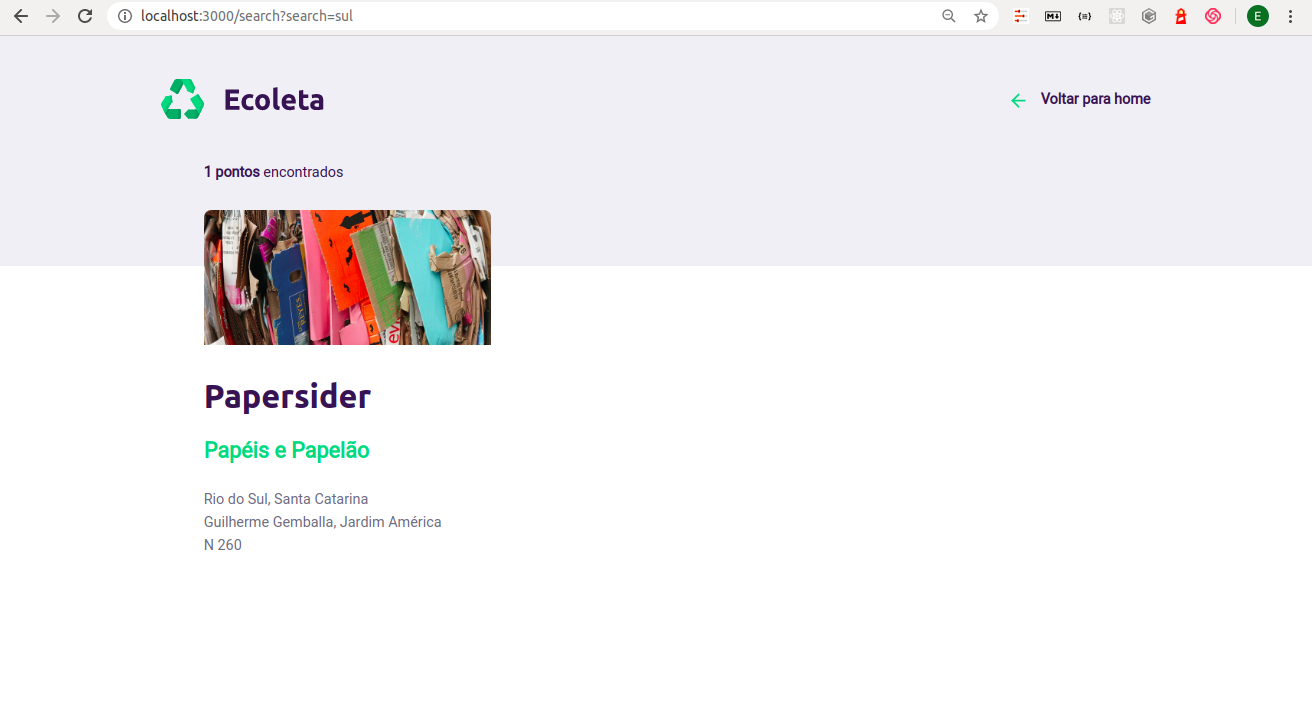 localhost:3000/search?search=sul
E
Ecoleta
Voltar para home
1 pontos encontrados
Papersider
Papéis e Papelão
Rio do Sul, Santa Catarina
Guilherme Gemballa, Jardim América
N 260